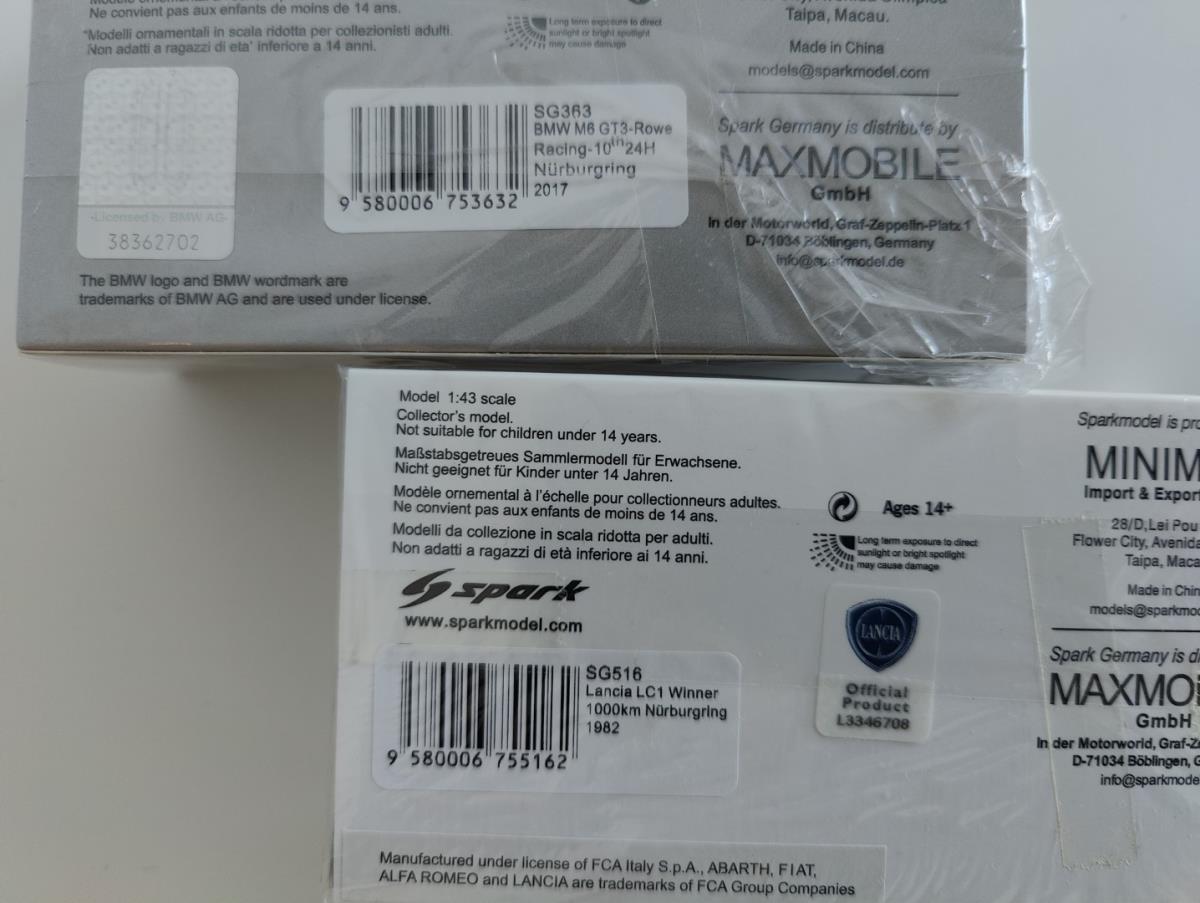 Ne convient pas aux enfants de moins de 14 ans.
*Modelli ornamentali in scala ridotta per collezionisti adulti.
Non adatti a ragazzi di eta' inferiore a 14 anni.
Long term exposure to direct
sunlight or bright spotlight
may cause damage
Taipa, Macau.
Made in China
models@sparkmodel.com
-Licensed by BMW AG-
38362702
SG363
BMW M6 GT3-Rowe
Racing-10th24H
Nürburgring
2017
9 580006 753632
Spark Germany is distribute by
MAXMOBILE
GmbH
In der Motorworld, Graf-Zeppelin-Platz 1
D-71034 Böblingen, Germany
info@sparkmodel.de
The BMW logo and BMW wordmark are
trademarks of BMW AG and are used under license.
Model 1:43 scale
Collector's model.
Not suitable for children under 14 years.
Maßstabsgetreues Sammlermodell für Erwachsene.
Nicht geeignet für Kinder unter 14 Jahren.
Modèle ornemental à l'échelle pour collectionneurs adultes.
Ne convient pas aux enfants de moins de 14 ans.
Modelli da collezione in scala ridotta per adulti.
Non adatti a ragazzi di età inferiore ai 14 anni.
spark
www.sparkmodel.com
Ages 14+
Long term exposure to direct
sunlight or bright spotlight
may cause damage
LANCIA
Official
Product
L3346708
SG516
Lancia LC1 Winner
1000km Nürburgring
1982
9 580006 755162
Sparkmodel is pro
MINIM
Import & Export
28/D,Lei Pou
Flower City, Avenida
Taipa, Maca
Made in Chin
models@sparkmo
Spark Germany is di
MAXMOB
GmbH
In der Motorworld, Graf-Ze
D-71034 Böblingen, G
info@sparkmode
Manufactured under license of FCA Italy S.p.A., ABARTH, FIAT,
ALFA ROMEO and LANCIA are trademarks of FCA Group Companies